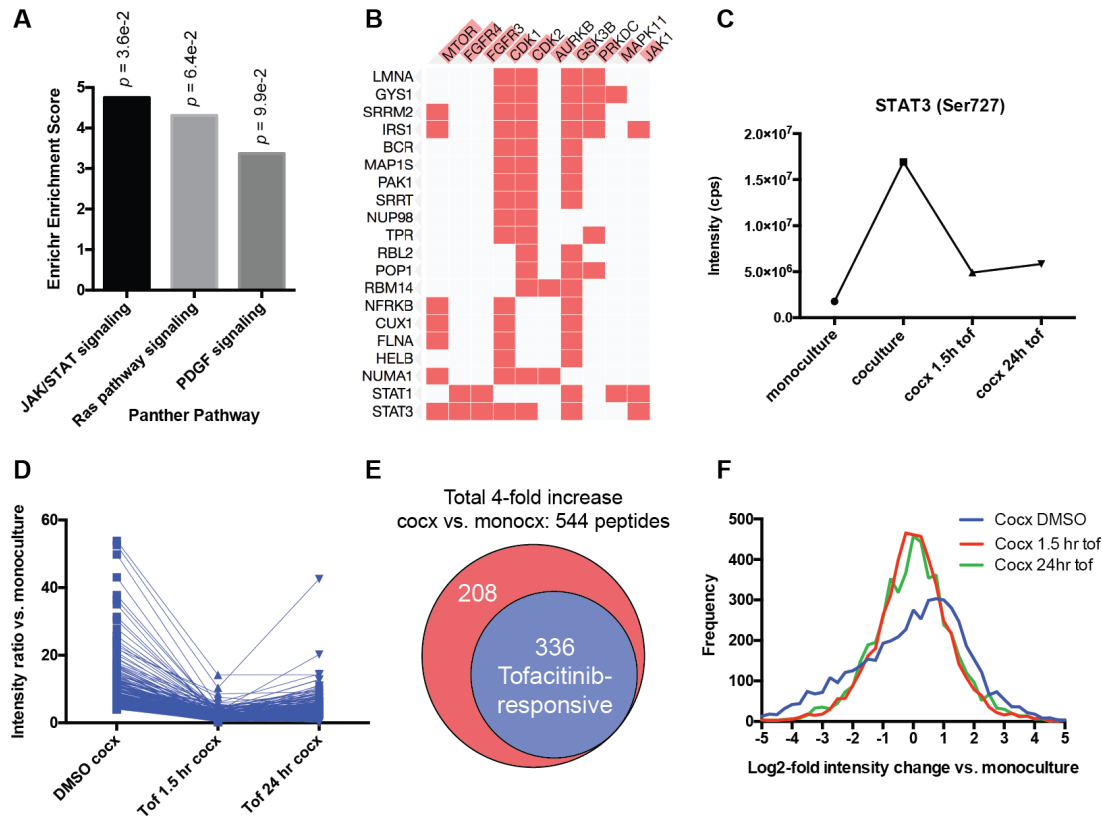 A
Enrichr Enrichment Score
5
4
3
2
1
0
p = 3.6e-2
p = 6.4e-2
p = 9.9e-2
JAK/STAT signaling
Ras pathway signaling
PDGF signaling
Panther Pathway
B
MTOR
FGFR4
FGFR3
CDK1
CDK2
AURKB
GSK3B
PRKDC
MAPK11
JAK1
LMNA
GYS1
SRRM2
IRS1
BCR
MAP1S
PAK1
SRRT
NUP98
TPR
RBL2
POP1
RBM14
NFRKB
CUX1
FLNA
HELB
NUMA1
STAT1
STAT3
C
STAT3 (Ser727)
Intensity (cps)
2.0×10⁷
1.5×10⁷
1.0×10⁷
5.0×10⁶
0.0
monoculture
coculture
cocx 1.5h tof
cocx 24h tof
D
Intensity ratio vs. monoculture
60
40
20
0
DMSO cocx
Tof 1.5 hr cocx
Tof 24 hr cocx
E
Total 4-fold increase
cocx vs. monocx: 544 peptides
208
336
Tofacitinib-
responsive
F
Frequency
500
400
300
200
100
0
-5 -4 -3 -2 -1 0 1 2 3 4 5
Log2-fold intensity change vs. monoculture
Cocx DMSO
Cocx 1.5 hr tof
Cocx 24hr tof